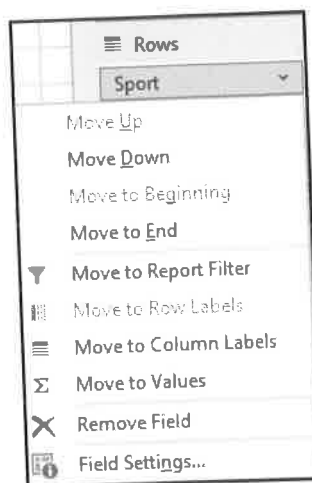 Rows
Sport
Move Up
Move Down
Move to Beginning
Move to End
Move to Report Filter
Move to Row Labels
Move to Column Labels
Σ Move to Values
Remove Field
Field Settings...